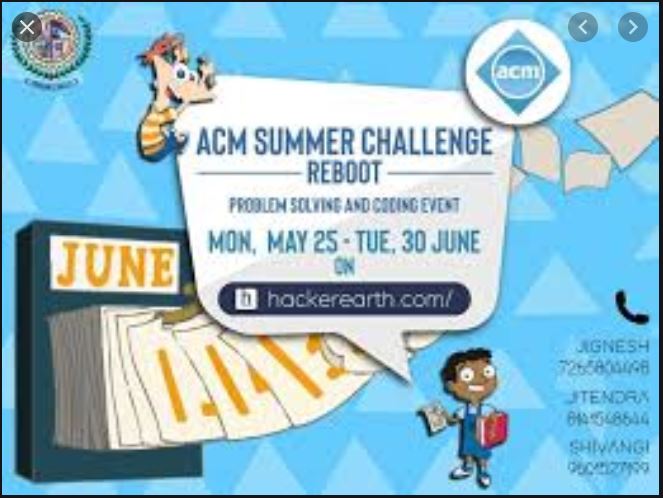 acm
ACM SUMMER CHALLENGE
REBOOT
PROBLEM SOLVING AND CODING EVENT
MON, MAY 25 - TUE, 30 JUNE
ON
h hackerearth.com/
JUNE
JIGNESH
JITENDRA
SHIVANGI